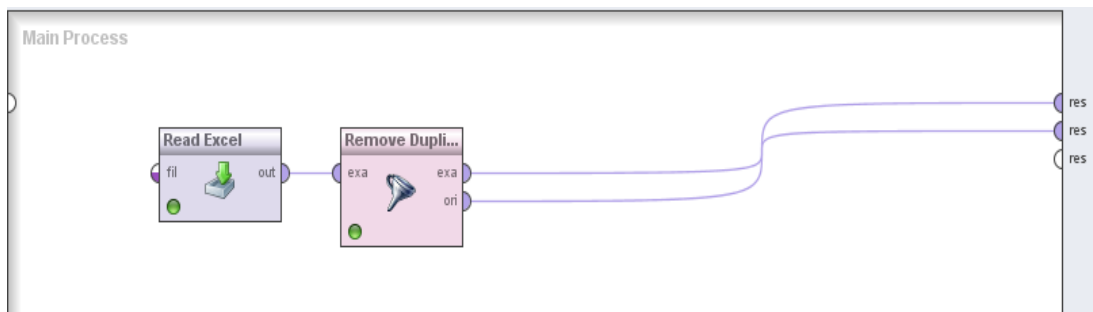 Main Process
Read Excel
fil
out
Remove Dupli...
exa
exa
ori
res
res
res